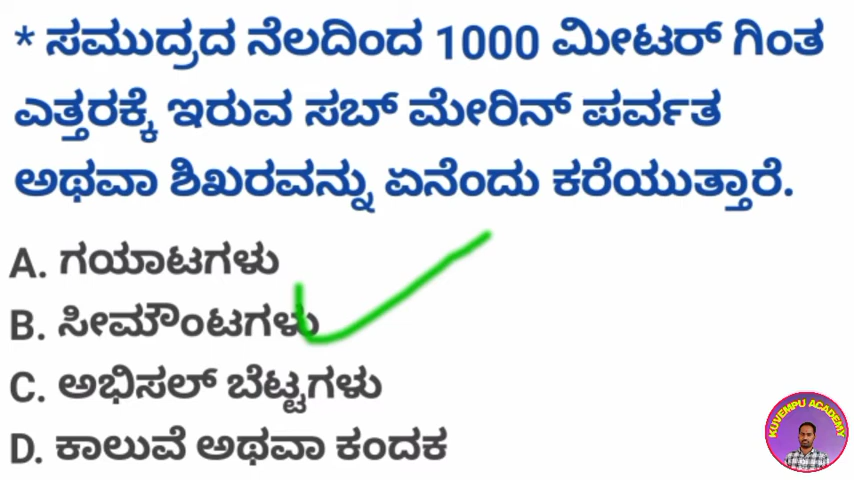 * ಸಮುದ್ರದ ನೆಲದಿಂದ 1000 ಮೀಟರ್ ಗಿಂತ
ಎತ್ತರಕ್ಕೆ ಇರುವ ಸಬ್ ಮೇರಿನ್ ಪರ್ವತ
ಅಥವಾ ಶಿಖರವನ್ನು ಏನೆಂದು ಕರೆಯುತ್ತಾರೆ.
A. ಗಯಾಟಗಳು
B. ಸೀಮೌಂಟಗಳು
C. ಅಭಿಸಲ್ ಬೆಟ್ಟಗಳು
D. ಕಾಲುವೆ ಅಥವಾ ಕಂದಕ
KUVEMPU ACADEMY